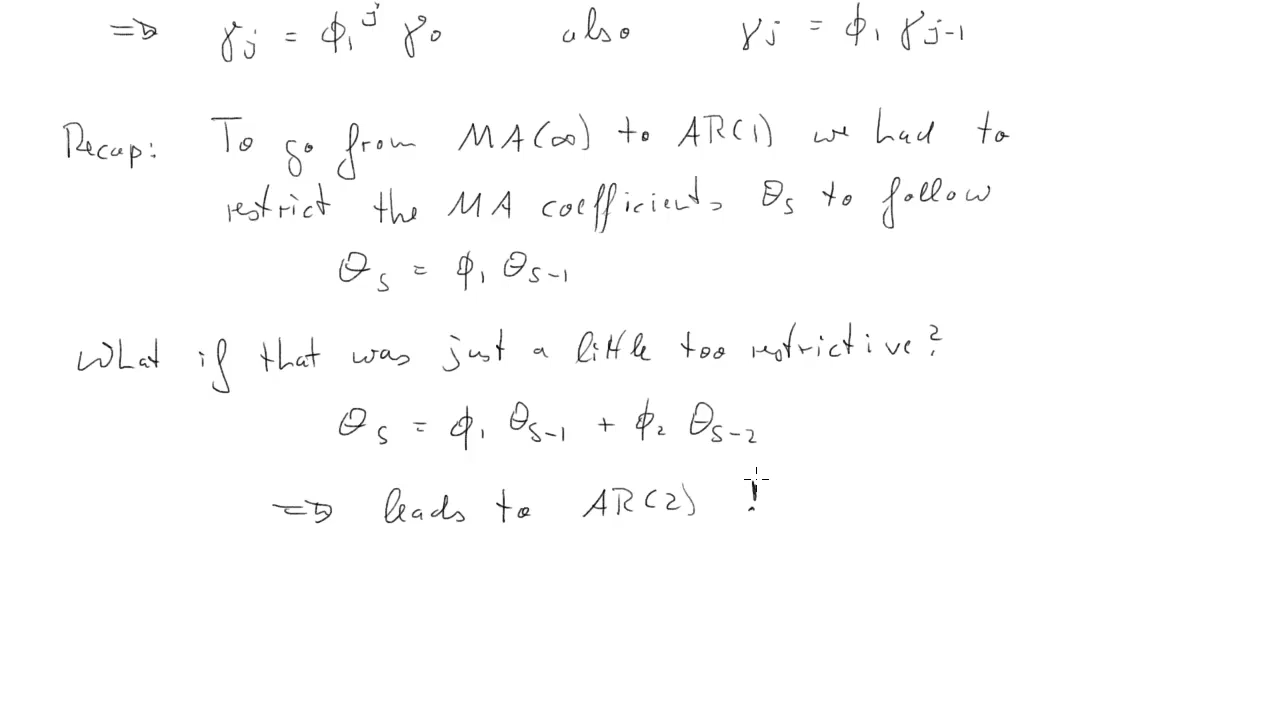 ⇒ γj = ϕ₁ʲ γ₀ also γj = ϕ₁ γj-1
Recap: To go from MA(∞) to AR(1) we had to
restrict the MA coefficients θs to follow
θs = ϕ₁ θs-1
What if that was just a little too restrictive?
θs = ϕ₁ θs-1 + ϕ₂ θs-2
⇒ leads to AR(2) !